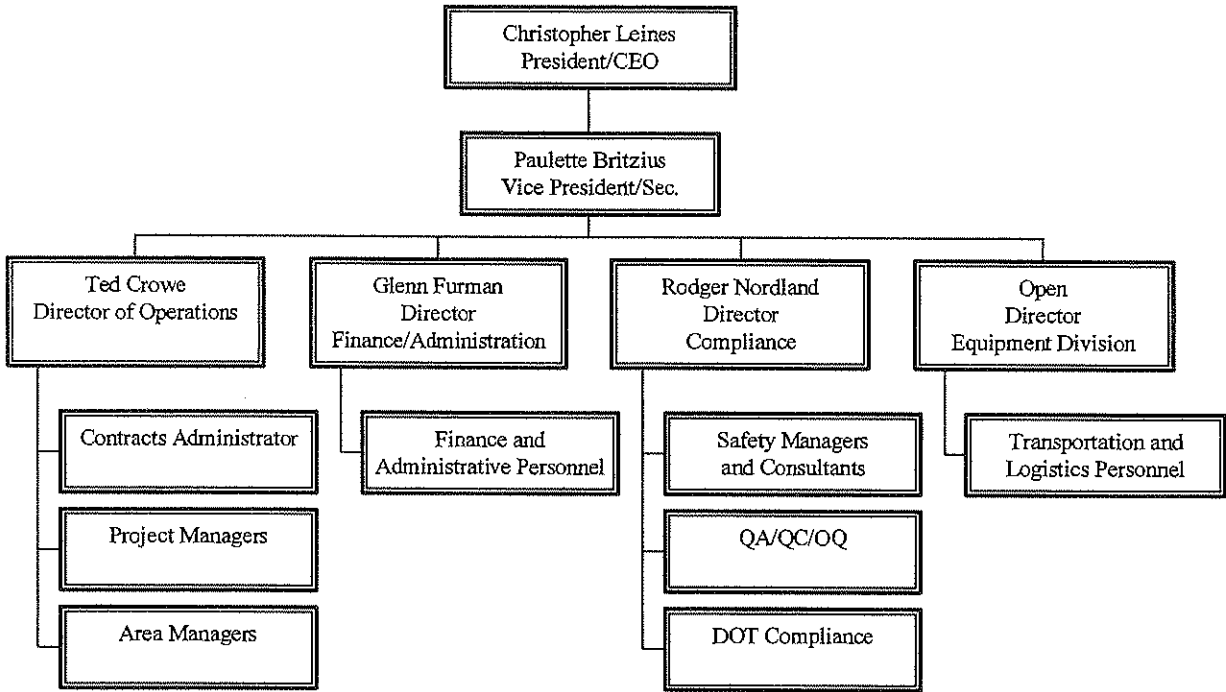 Christopher Leines
President/CEO
Paulette Britzius
Vice President/Sec.
Ted Crowe
Director of Operations
Glenn Furman
Director
Finance/Administration
Rodger Nordland
Director
Compliance
Open
Director
Equipment Division
Contracts Administrator
Project Managers
Area Managers
Finance and
Administrative Personnel
Safety Managers
and Consultants
QA/QC/OQ
DOT Compliance
Transportation and
Logistics Personnel